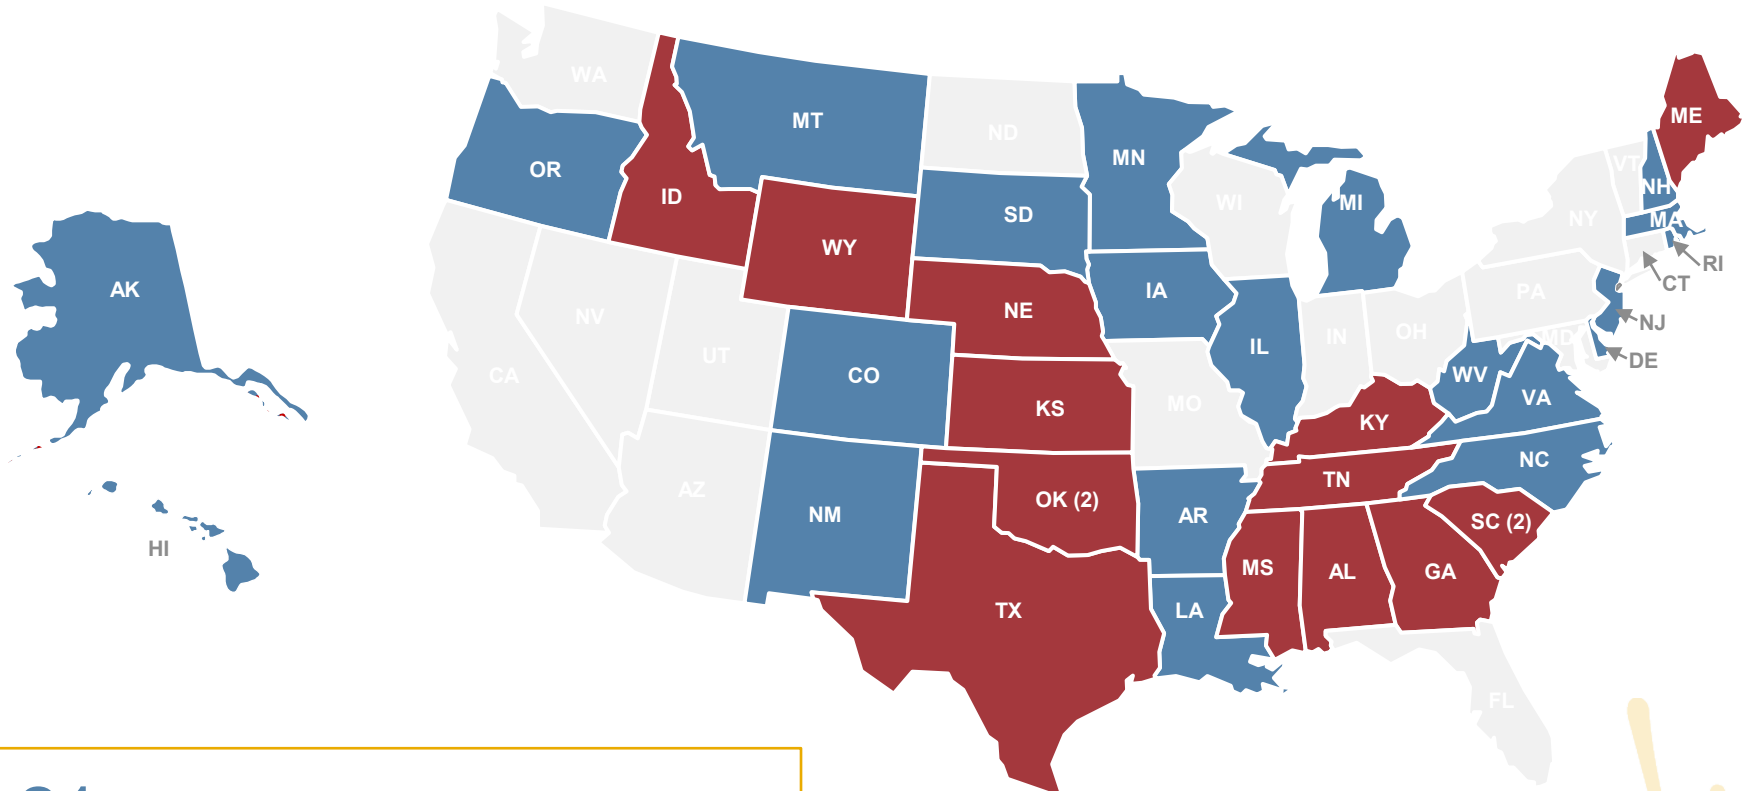 WA
MT
ND
MN
ME
OR
ID
SD
WI
MI
VT
NH
NY
MA
WY
RI
CT
AK
NE
IA
PA
NV
NJ
UT
IL
IN
OH
MD
DE
CA
CO
KS
MO
WV
VA
KY
AZ
NM
OK (2)
AR
TN
NC
SC (2)
HI
MS
AL
GA
TX
LA
FL